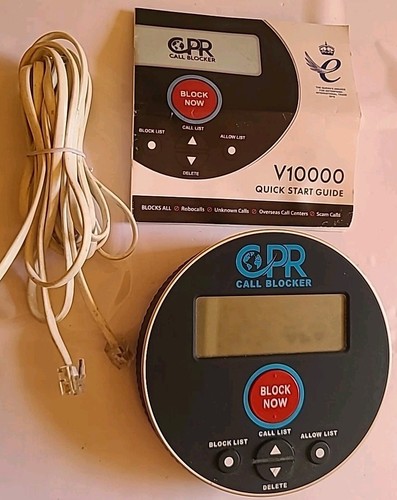 CPR
CALL BLOCKER
BLOCK
NOW
BLOCK LIST
CALL LIST
ALLOW LIST
DELETE
V10000
QUICK START GUIDE
BLOCKS ALL Robocalls Unknown Calls Overseas Call Centers Scam Calls
CPR
CALL BLOCKER
BLOCK
NOW
BLOCK LIST
CALL LIST
ALLOW LIST
DELETE